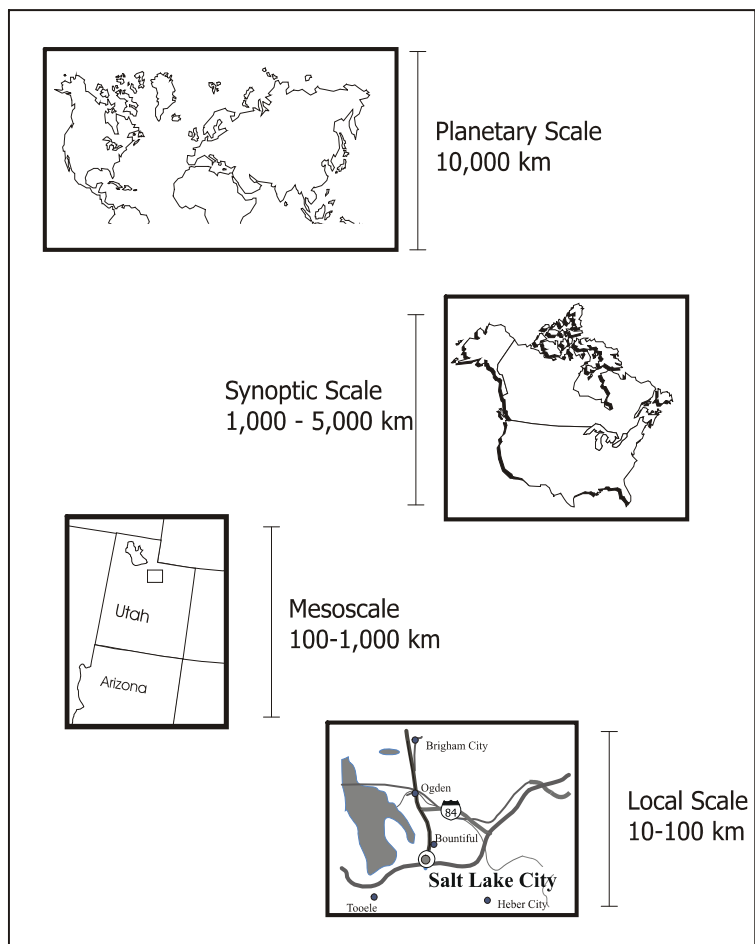 Planetary Scale
10,000 km
Synoptic Scale
1,000 - 5,000 km
Utah
Arizona
Mesoscale
100-1,000 km
Brigham City
Ogden
84
Bountiful
Salt Lake City
Tooele
Heber City
Local Scale
10-100 km